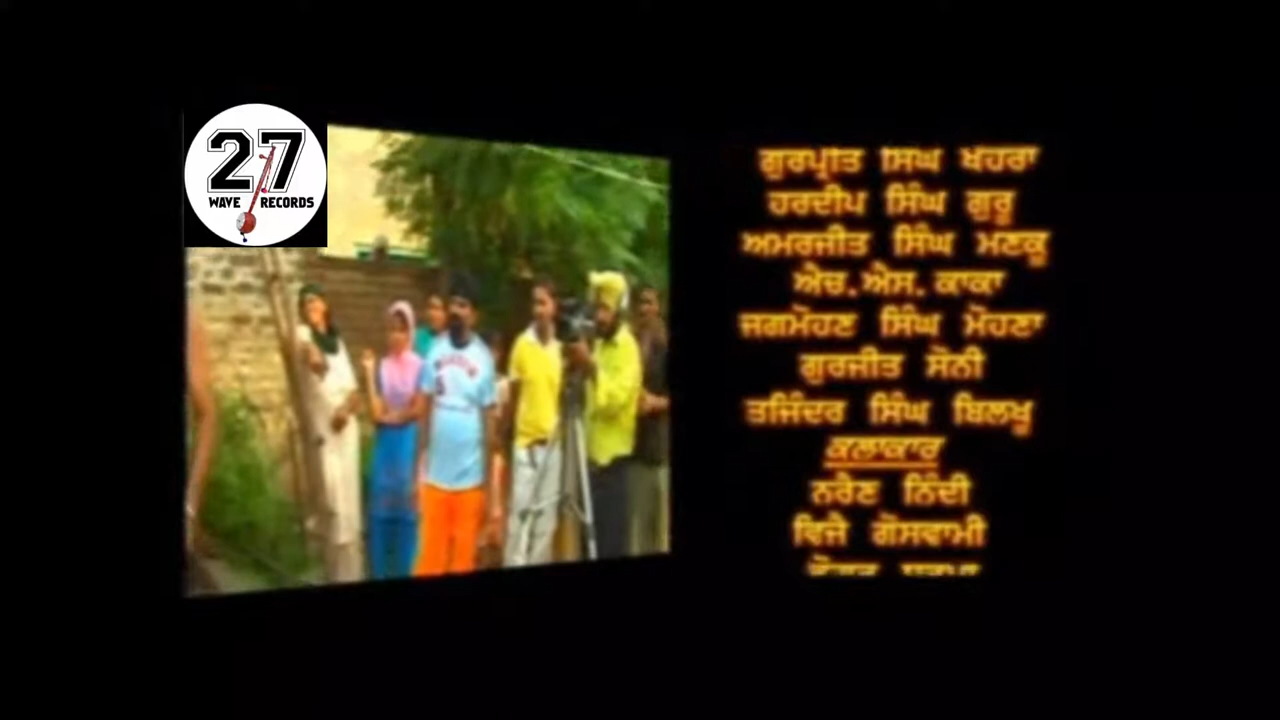 27
WAVE RECORDS
ਗੁਰਪ੍ਰੀਤ ਸਿੰਘ ਖਹਿਰਾ
ਹਰਦੀਪ ਸਿੰਘ ਗੁਰੂ
ਅਮਰਜੀਤ ਸਿੰਘ ਮਣਕੂ
ਐਚ.ਐਸ. ਕਾਕਾ
ਜਗਮੋਹਣ ਸਿੰਘ ਮੋਹਣਾ
ਗੁਰਜੀਤ ਸੋਨੀ
ਤਜਿੰਦਰ ਸਿੰਘ ਬਿਲਖੂ
ਕਲਾਕਾਰ
ਨਰੈਣ ਨਿੰਦੀ
ਵਿਜੈ ਗੋਸਵਾਮੀ